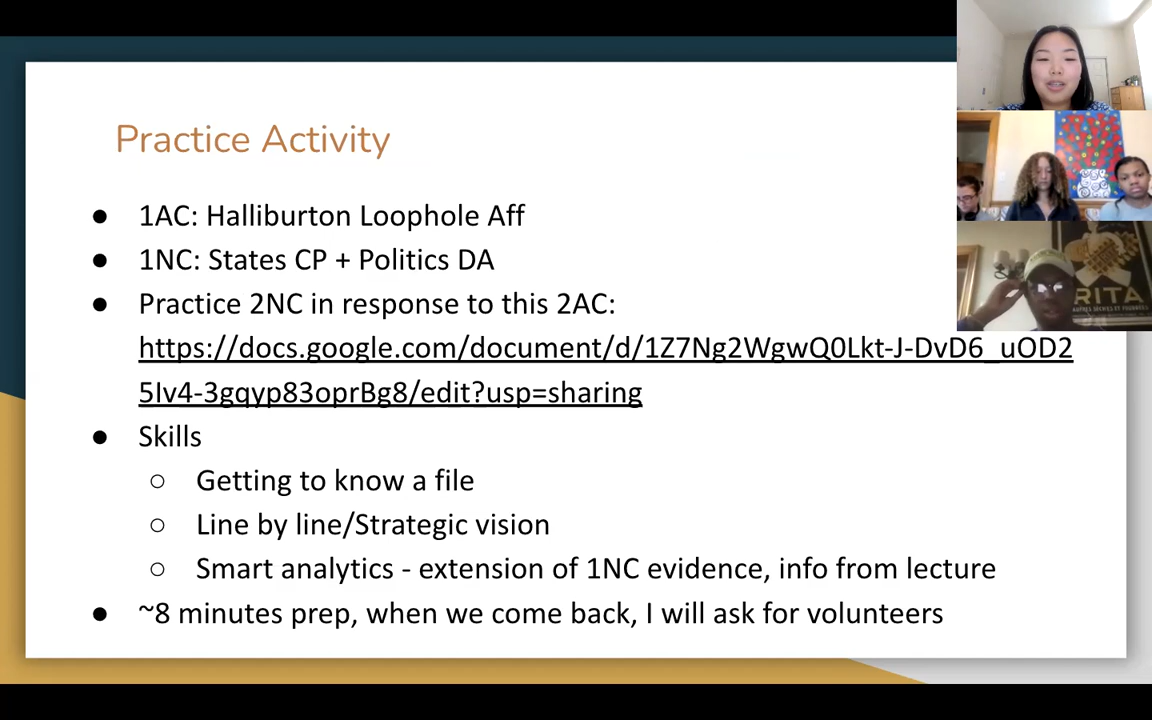 Practice Activity
● 1AC: Halliburton Loophole Aff
● 1NC: States CP + Politics DA
● Practice 2NC in response to this 2AC:
https://docs.google.com/document/d/1Z7Ng2WgwQ0Lkt-J-DvD6_uOD2
5Iv4-3gqyp83oprBg8/edit?usp=sharing
● Skills
○ Getting to know a file
○ Line by line/Strategic vision
○ Smart analytics - extension of 1NC evidence, info from lecture
● ~8 minutes prep, when we come back, I will ask for volunteers
RITA